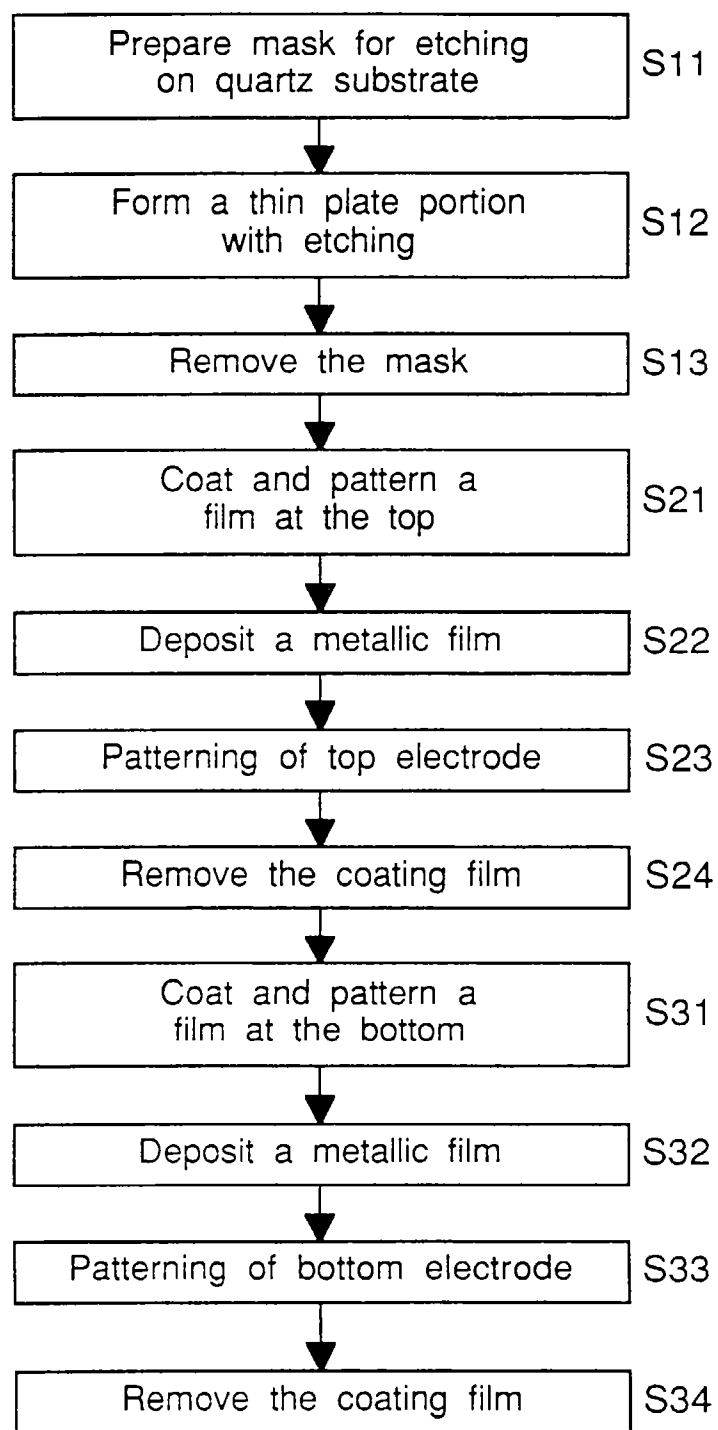 Prepare mask for etching
on quartz substrate
S11
Form a thin plate portion
with etching
S12
Remove the mask
S13
Coat and pattern a
film at the top
S21
Deposit a metallic film
S22
Patterning of top electrode
S23
Remove the coating film
S24
Coat and pattern a
film at the bottom
S31
Deposit a metallic film
S32
Patterning of bottom electrode
S33
Remove the coating film
S34